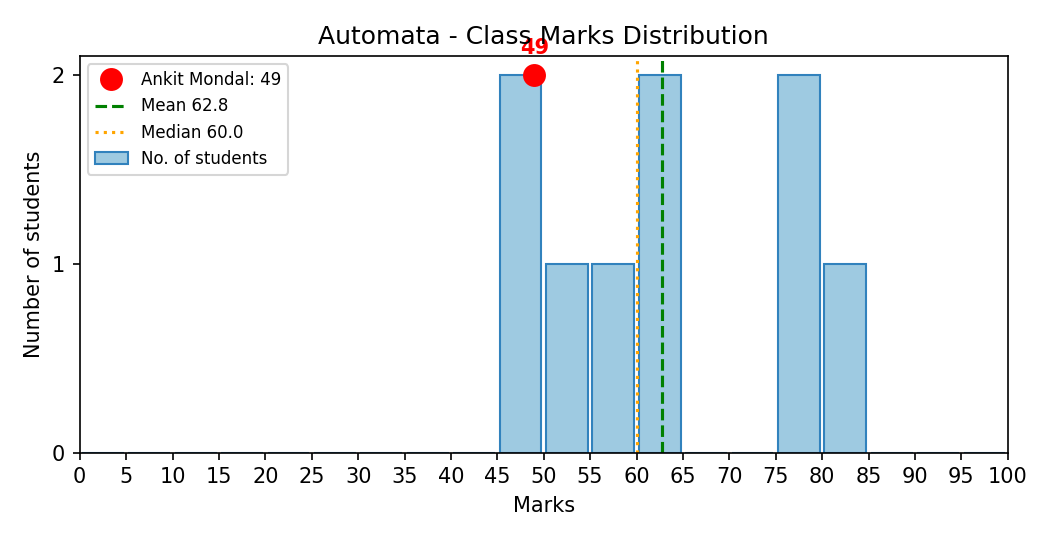 Automata - Class Marks Distribution
49
Ankit Mondal: 49
Mean 62.8
Median 60.0
No. of students
Number of students
2
1
0
0 5 10 15 20 25 30 35 40 45 50 55 60 65 70 75 80 85 90 95 100
Marks